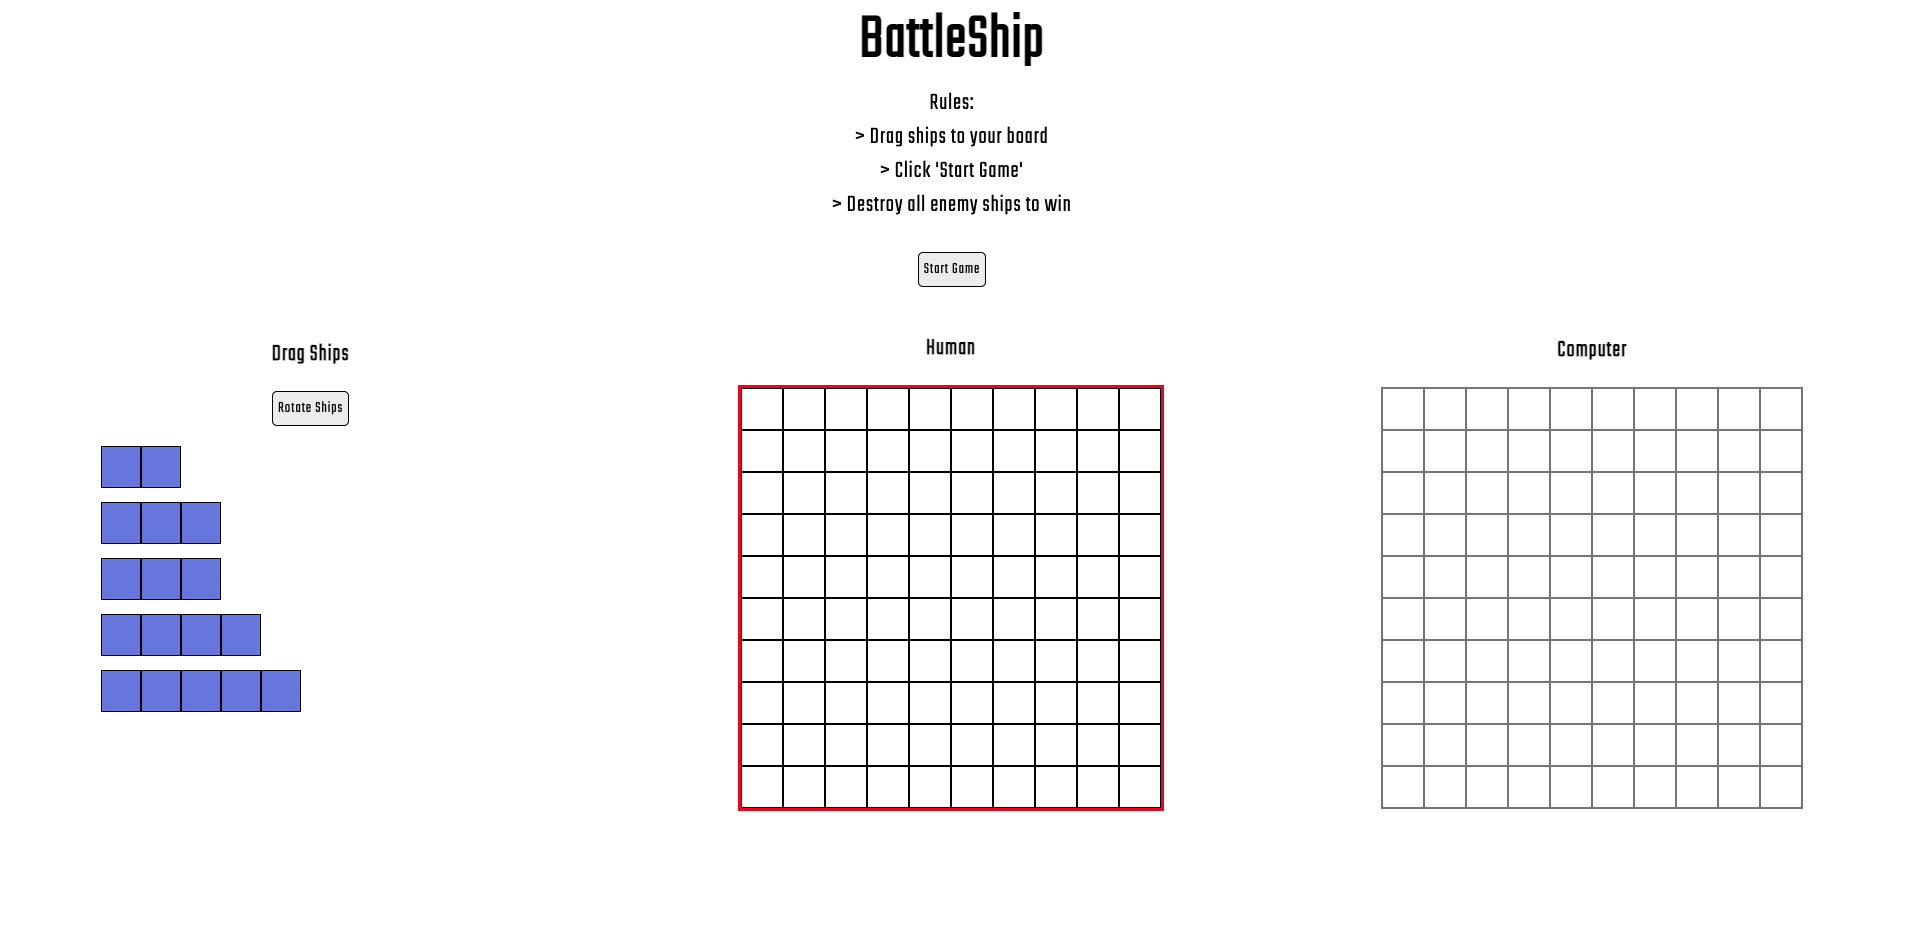 BattleShip
Rules:
> Drag ships to your board
> Click 'Start Game'
> Destroy all enemy ships to win
Start Game
Drag Ships
Rotate Ships
Human
Computer